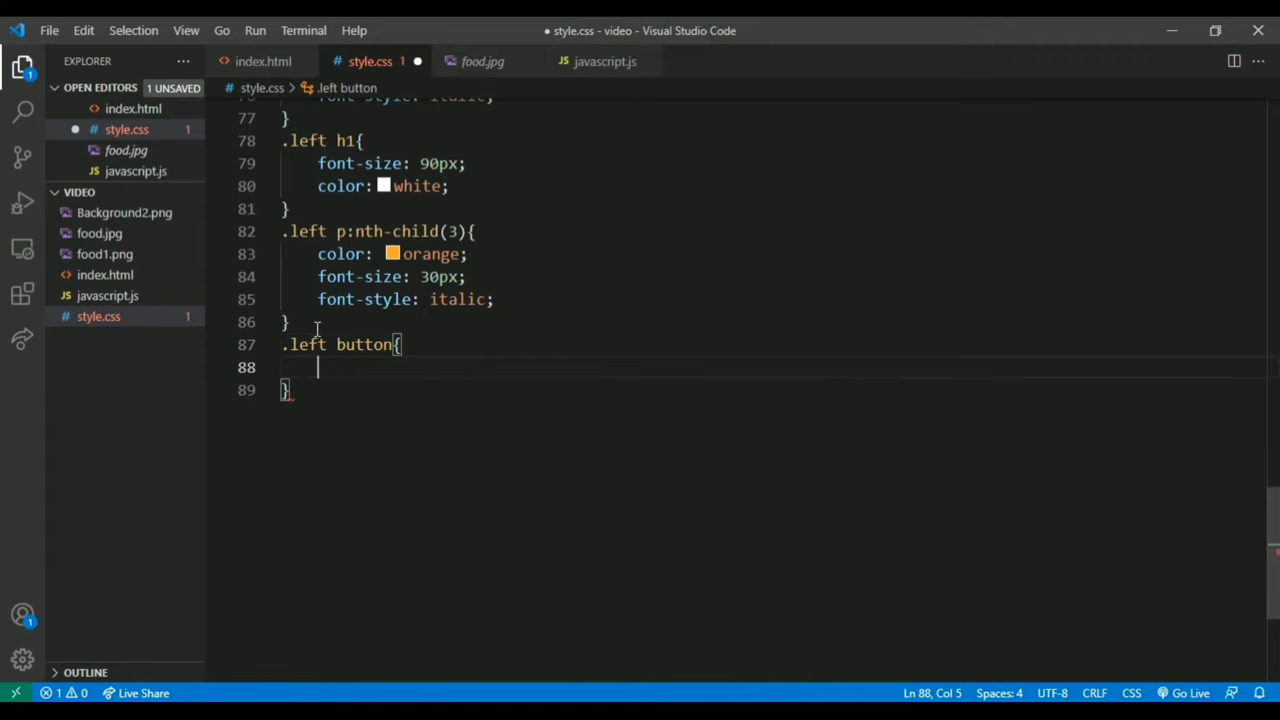 File Edit Selection View Go Run Terminal Help
● style.css - video - Visual Studio Code
EXPLORER
index.html
style.css 1
food.jpg
javascript.js
OPEN EDITORS 1 UNSAVED
style.css > .left button
index.html
style.css 1
food.jpg
javascript.js
VIDEO
Background2.png
food.jpg
food1.png
index.html
javascript.js
style.css 1
font-style: italic;
77 }
78 .left h1{
79 font-size: 90px;
80 color: white;
81 }
82 .left p:nth-child(3){
83 color: orange;
84 font-size: 30px;
85 font-style: italic;
86 }
87 .left button{
88
89 }
1
1
OUTLINE
1 0 Live Share
Ln 88, Col 5 Spaces: 4 UTF-8 CRLF CSS Go Live